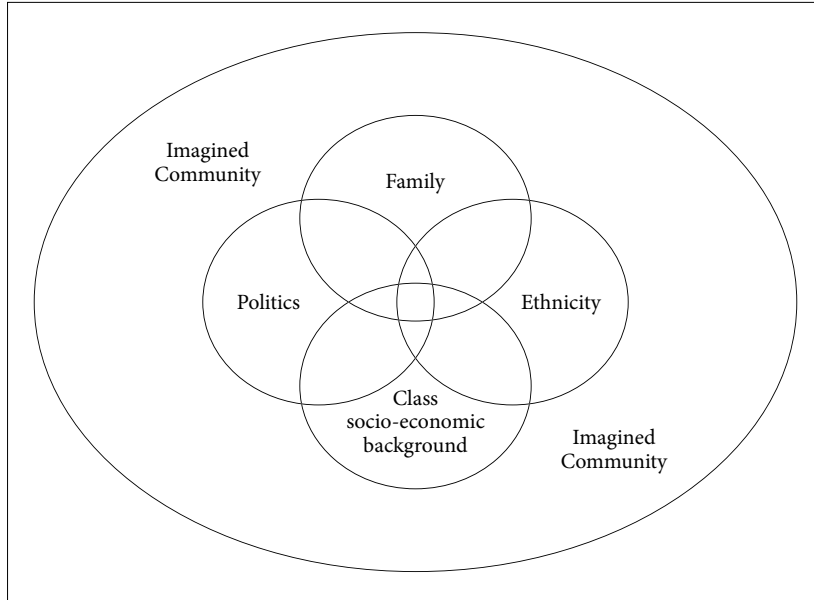 Imagined
Community
Family
Politics
Ethnicity
Class
socio-economic
background
Imagined
Community